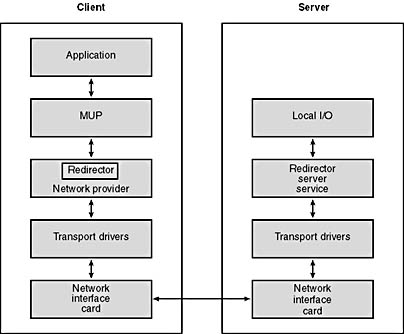 Client
Server
Application
MUP
Local I/O
Redirector
Network provider
Redirector
server
service
Transport drivers
Transport drivers
Network
interface
card
Network
interface
card